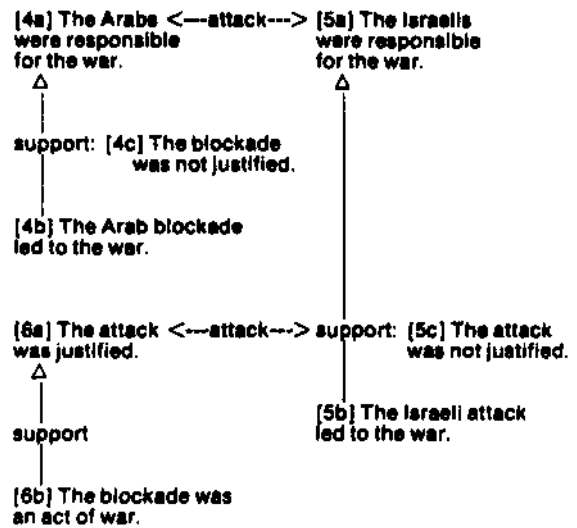 [4a] The Arabs <---attack---> [5a] The Israelis
were responsible were responsible
for the war. for the war.
support: [4c] The blockade
was not justified.
[4b] The Arab blockade
led to the war.
[6a] The attack <---attack---> support: [5c] The attack
was justified. was not justified.
[5b] The Israeli attack
support led to the war.
[6b] The blockade was
an act of war.